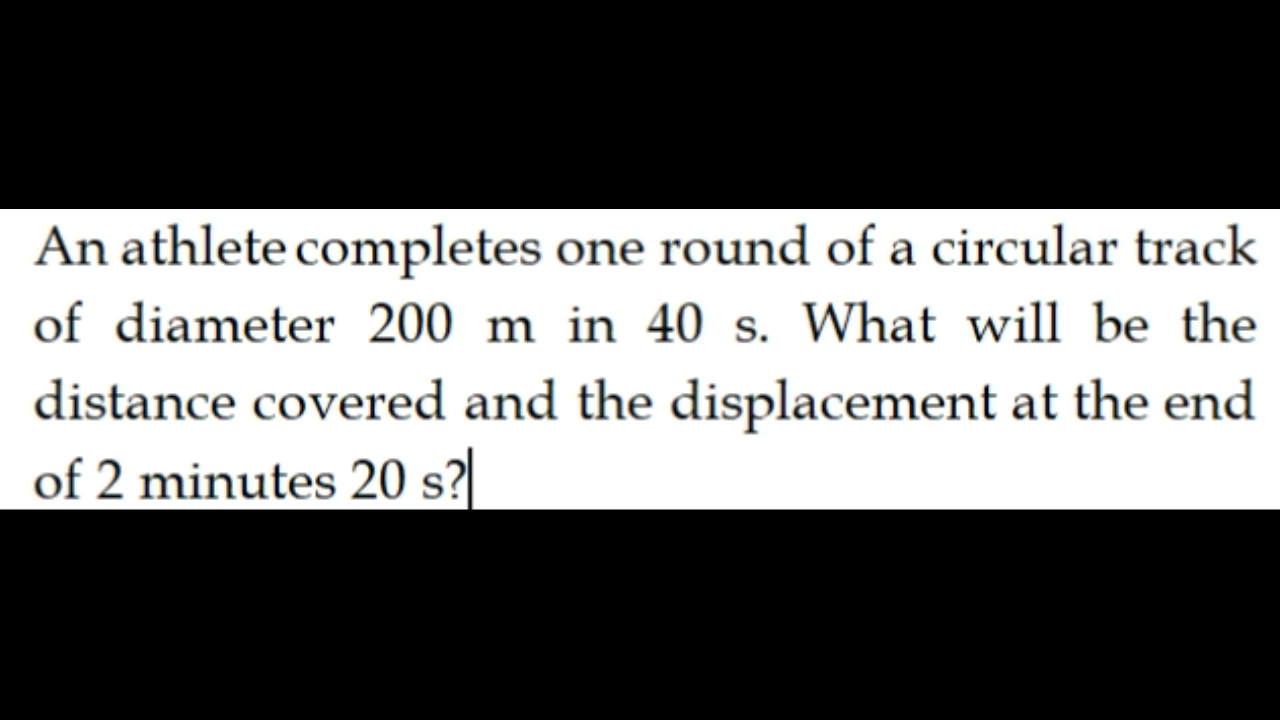 An athlete completes one round of a circular track
of diameter 200 m in 40 s. What will be the
distance covered and the displacement at the end
of 2 minutes 20 s?